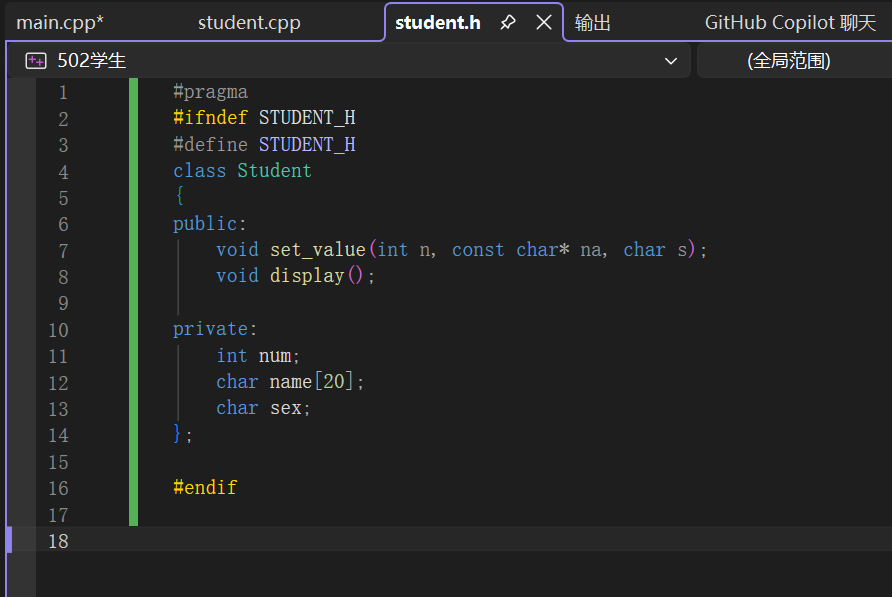 main.cpp* student.cpp student.h 输出 GitHub Copilot 聊天
502学生 (全局范围)
1 #pragma
2 #ifndef STUDENT_H
3 #define STUDENT_H
4 class Student
5 {
6 public:
7 void set_value(int n, const char* na, char s);
8 void display();
9
10 private:
11 int num;
12 char name[20];
13 char sex;
14 };
15
16 #endif
17
18